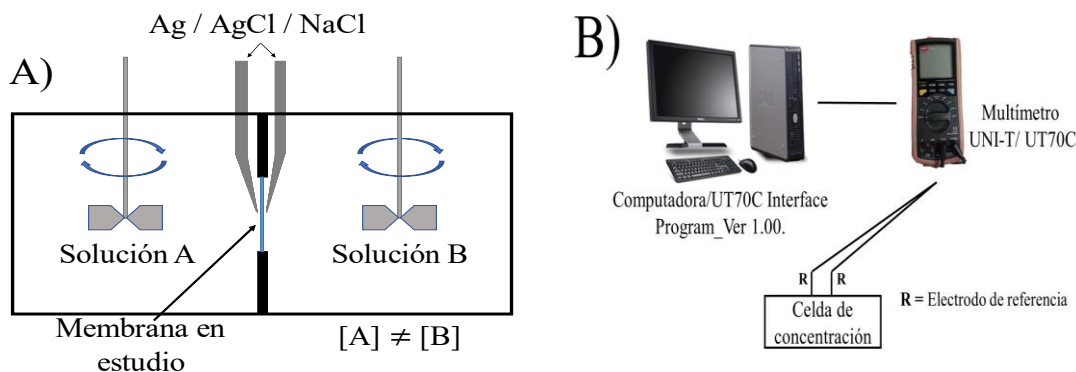 A)
Ag / AgCl / NaCl
Solución A
Solución B
Membrana en
estudio
[A] ≠ [B]
B)
Computadora/UT70C Interface
Program_Ver 1.00.
Multímetro
UNI-T/ UT70C
R
R
Celda de
concentración
R = Electrodo de referencia